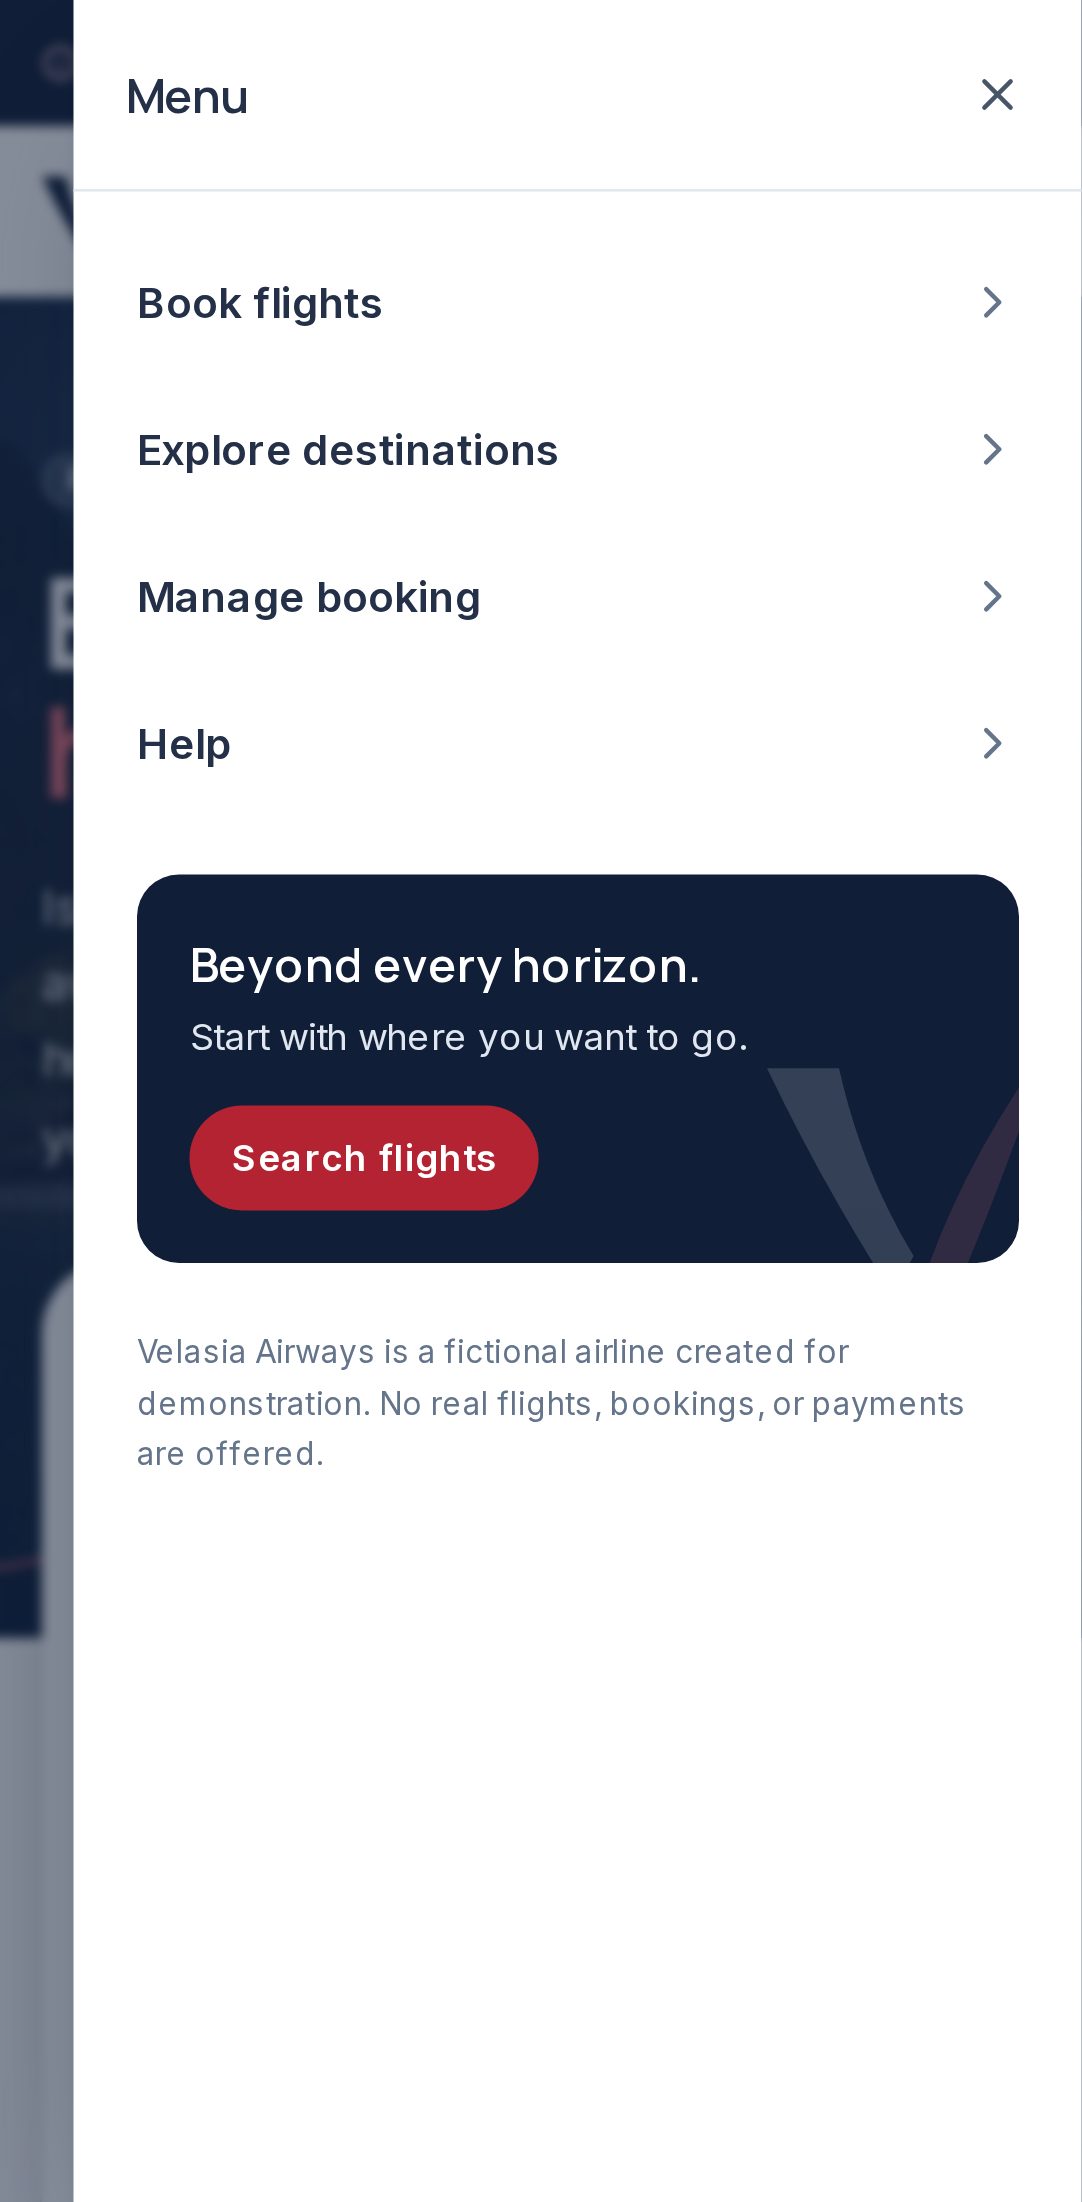 Menu
Book flights
Explore destinations
Manage booking
Help
Beyond every horizon.
Start with where you want to go.
Search flights
Velasia Airways is a fictional airline created for
demonstration. No real flights, bookings, or payments
are offered.